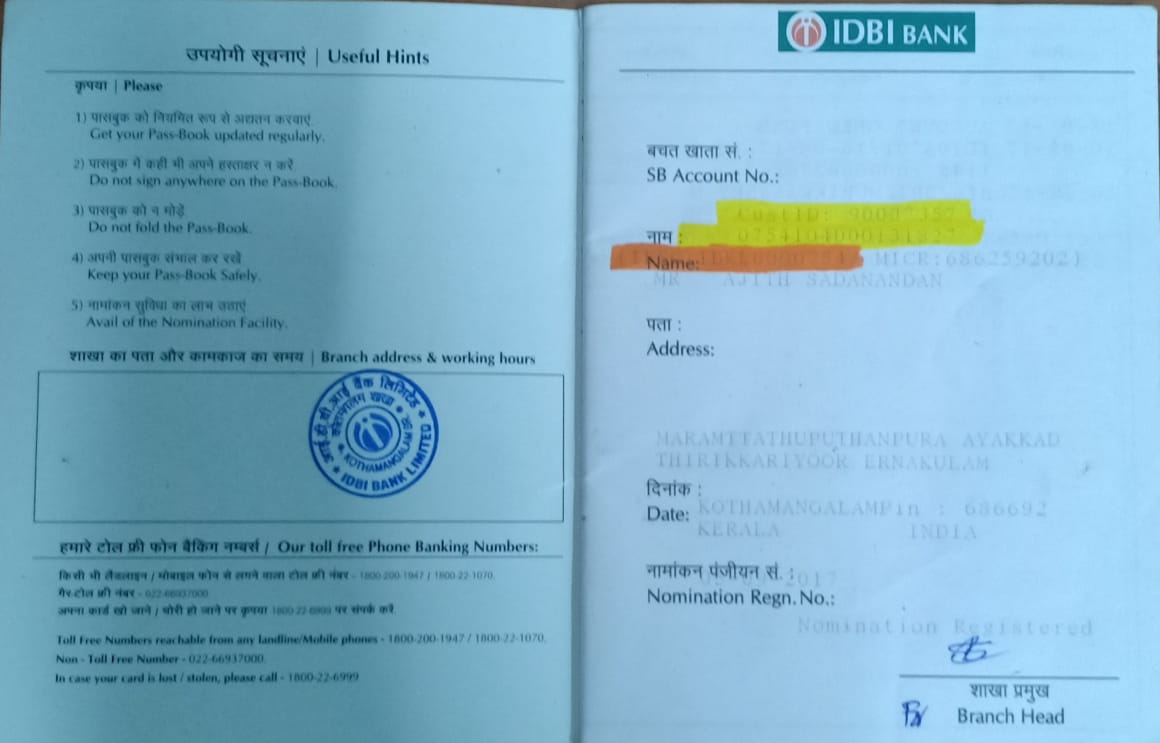 उपयोगी सूचनाएं | Useful Hints
कृपया | Please
1) पासबुक को नियमित रूप से अद्यतन करवाएं
Get your Pass-Book updated regularly.
2) पासबुक में कहीं भी अपने हस्ताक्षर न करें
Do not sign anywhere on the Pass-Book.
3) पासबुक को न मोड़ें
Do not fold the Pass-Book.
4) अपनी पासबुक संभाल कर रखें
Keep your Pass-Book Safely.
5) नामांकन सुविधा का लाभ उठाएं
Avail of the Nomination Facility.
शाखा का पता और कामकाज का समय | Branch address & working hours
आई डी बी आई बैंक लिमिटेड
KOTHAMANGALAM BR.
IDBI BANK LIMITED
हमारे टोल फ्री फोन बैंकिंग नम्बर्स / Our toll free Phone Banking Numbers:
किसी भी लैंडलाइन / मोबाइल फोन से लगने वाला टोल फ्री नंबर - 1800-200-1947 / 1800-22-1070.
गैर-टोल फ्री नंबर - 022-66937000
अपना कार्ड खो जाने / चोरी हो जाने पर कृपया 1800-22-6999 पर संपर्क करें.
Toll Free Numbers reachable from any landline/Mobile phones - 1800-200-1947 / 1800-22-1070.
Non - Toll Free Number - 022-66937000
In case your card is lost / stolen, please call - 1800-22-6999
IDBI BANK
बचत खाता सं. :
SB Account No.:
CustID:
नाम :
Name: MICR:686259202)
MR AJITH SADANANDAN
पता :
Address:
MARAMTTATHUPUTHANPURA AYAKKAD
THIRIKKARIYOOR ERNAKULAM
दिनांक :
Date: KOTHAMANGALAMPin : 686692
KERALA INDIA
नामांकन पंजीयन सं. :
2017
Nomination Regn. No.:
Nomination Registered
शाखा प्रमुख
Branch Head